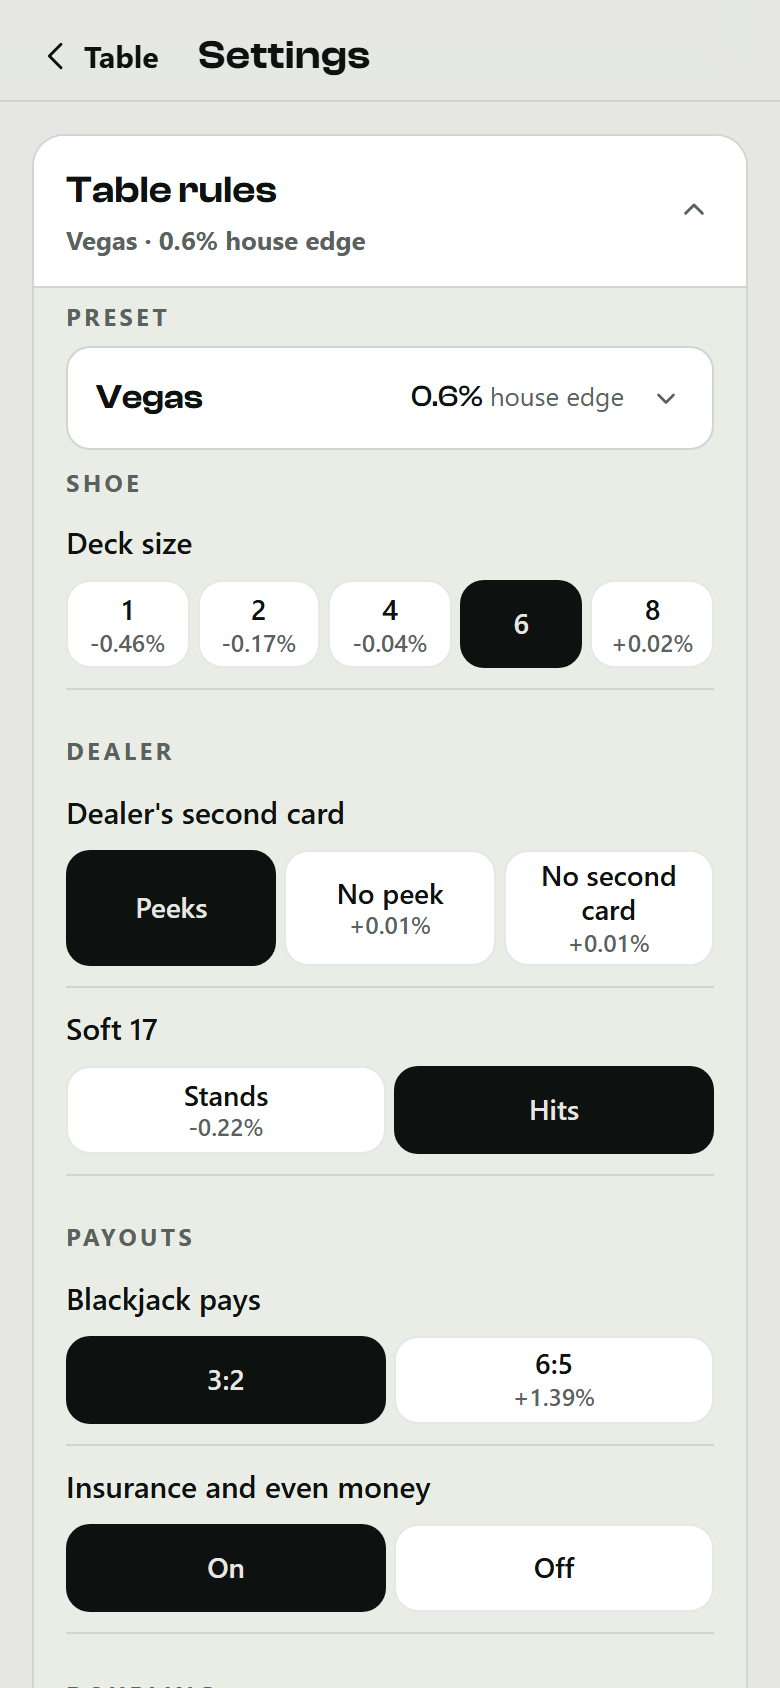 Table Settings
Table rules
Vegas · 0.6% house edge
PRESET
Vegas 0.6% house edge
SHOE
Deck size
1 2 4 6 8
-0.46% -0.17% -0.04% +0.02%
DEALER
Dealer's second card
Peeks No peek +0.01% No second card +0.01%
Soft 17
Stands -0.22% Hits
PAYOUTS
Blackjack pays
3:2 6:5 +1.39%
Insurance and even money
On Off